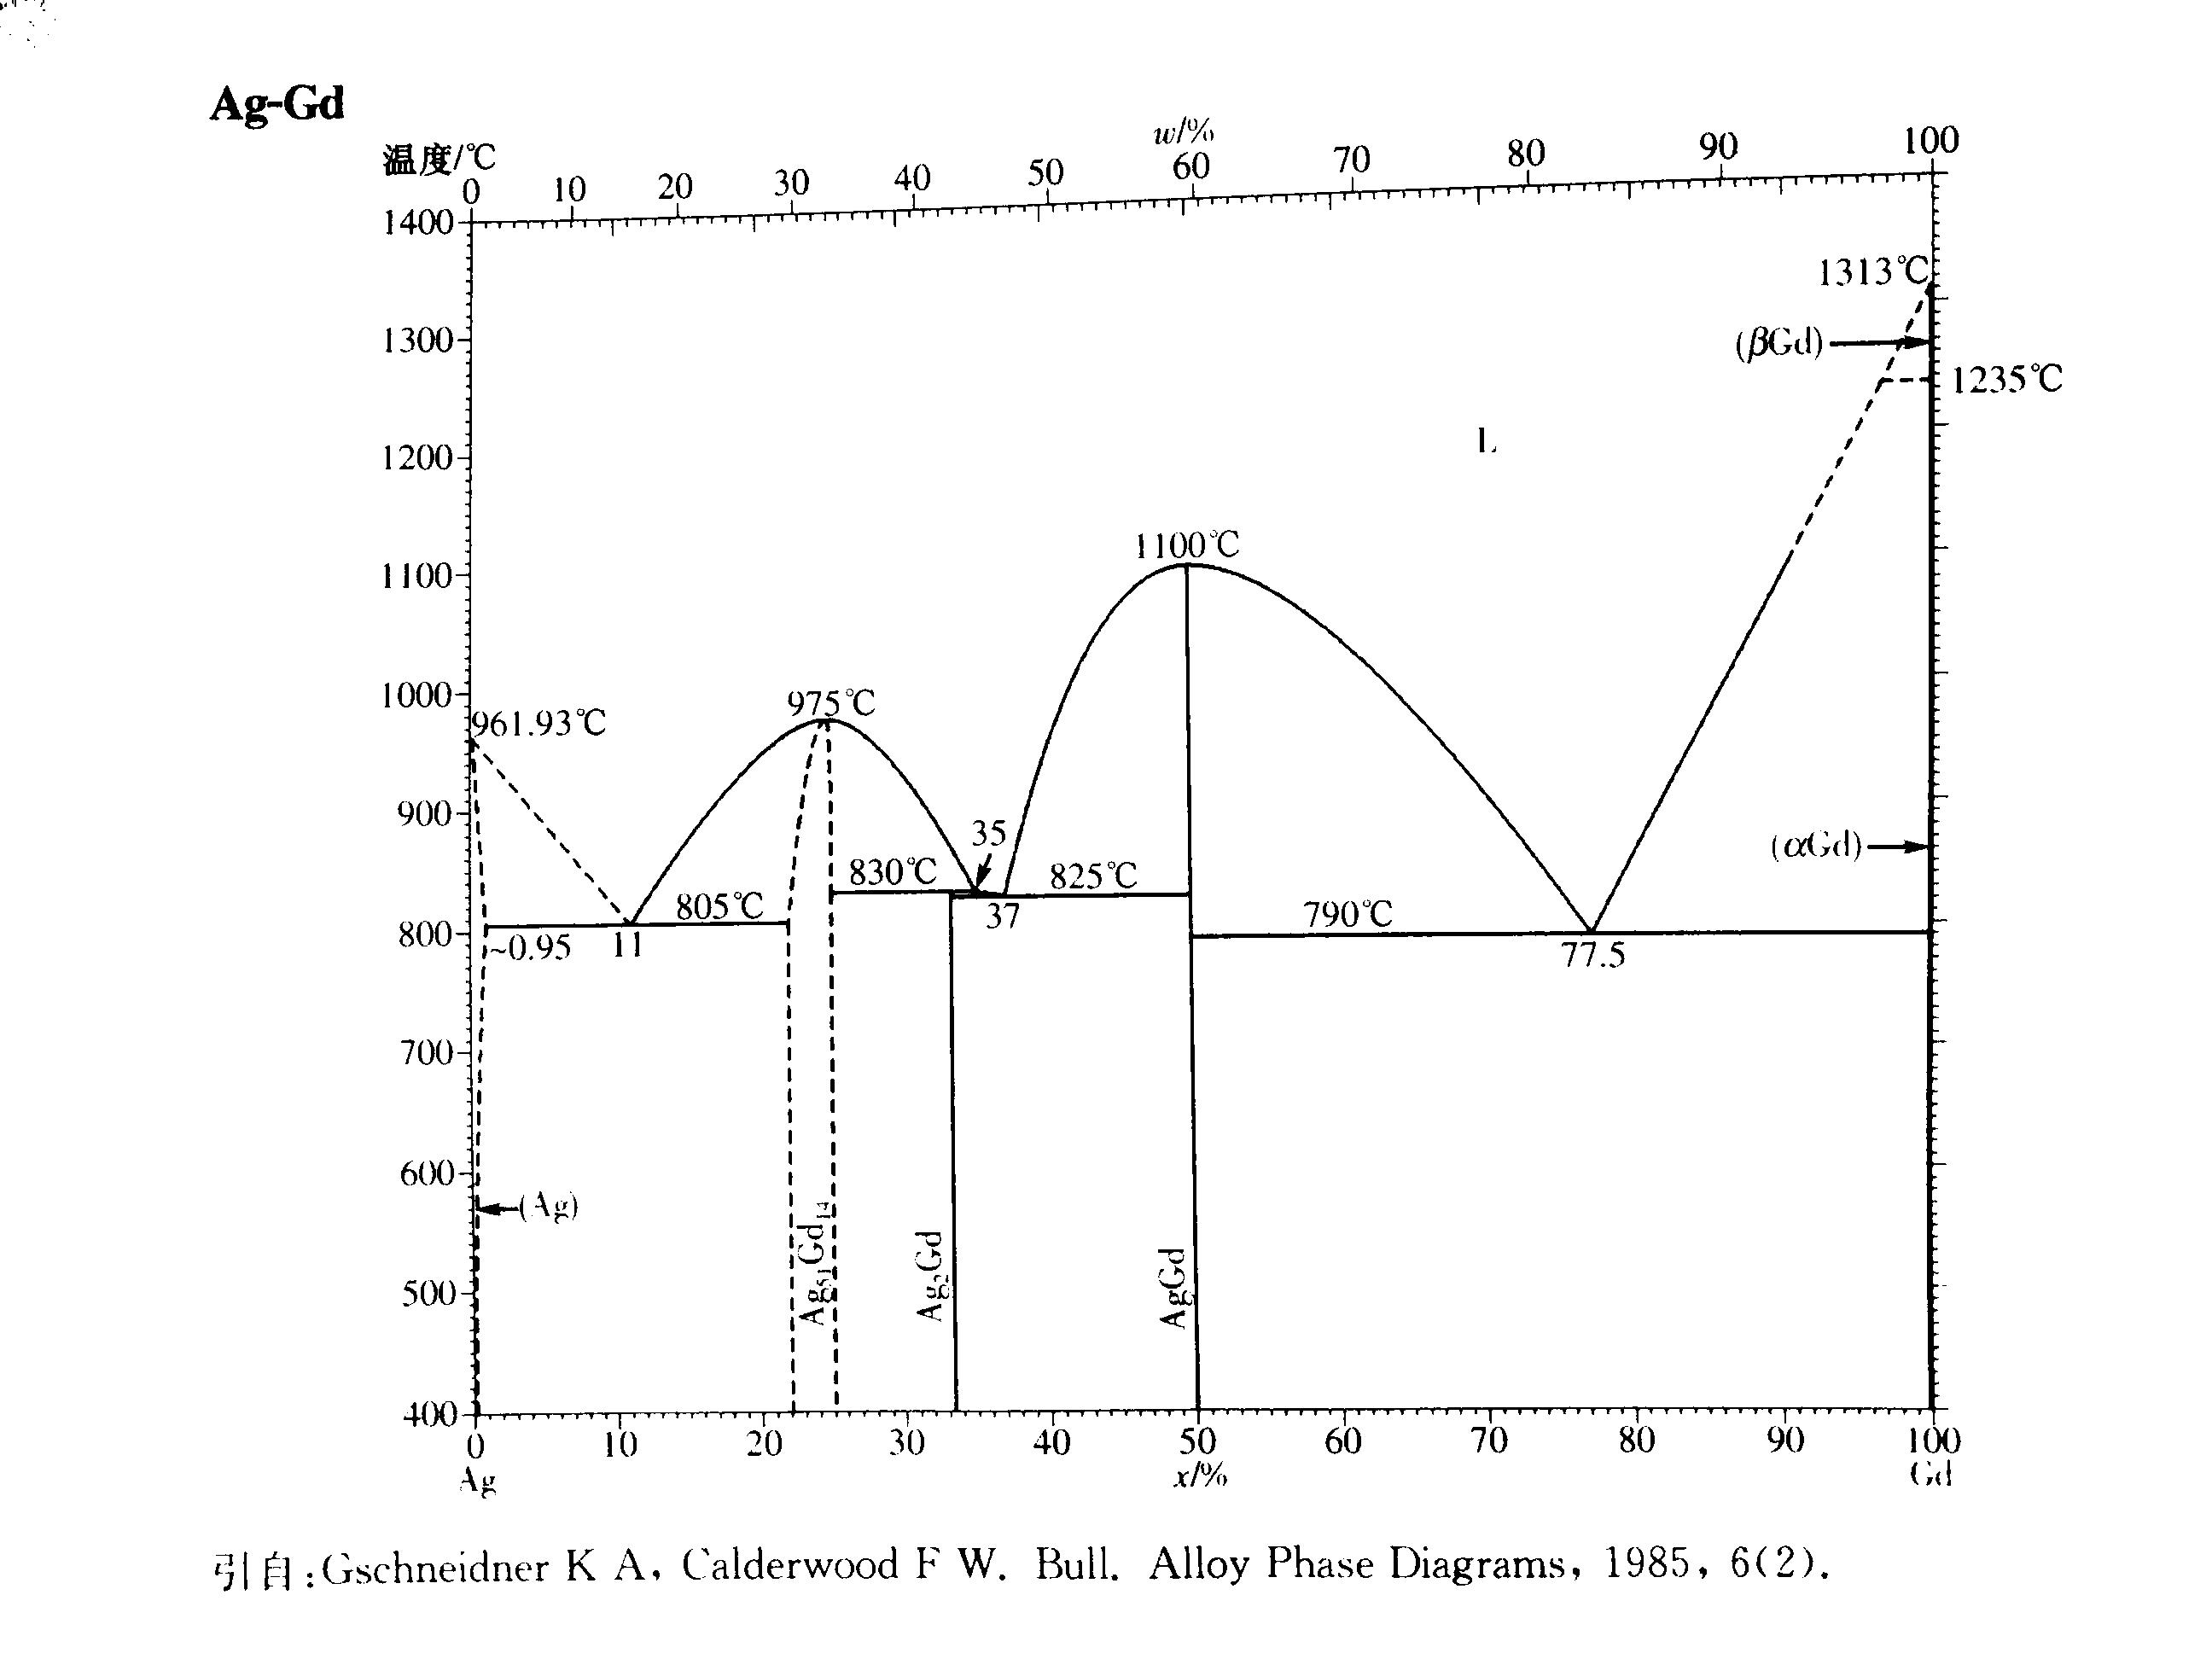 Ag-Gd
温度/℃
w/%
0 10 20 30 40 50 60 70 80 90 100
1400
1313℃
1300
(βGd)
1235℃
1200
L
1100℃
1100
1000
975℃
961.93℃
900
35
(αGd)
830℃
825℃
805℃
37
790℃
800
~0.95
11
77.5
700
600
(Ag)
Ag₅₁Gd₁₄
Ag₂Gd
AgGd
500
400
0 10 20 30 40 50 60 70 80 90 100
Ag
x/%
Gd
引自:Gschneidner K A, Calderwood F W. Bull. Alloy Phase Diagrams, 1985, 6(2).